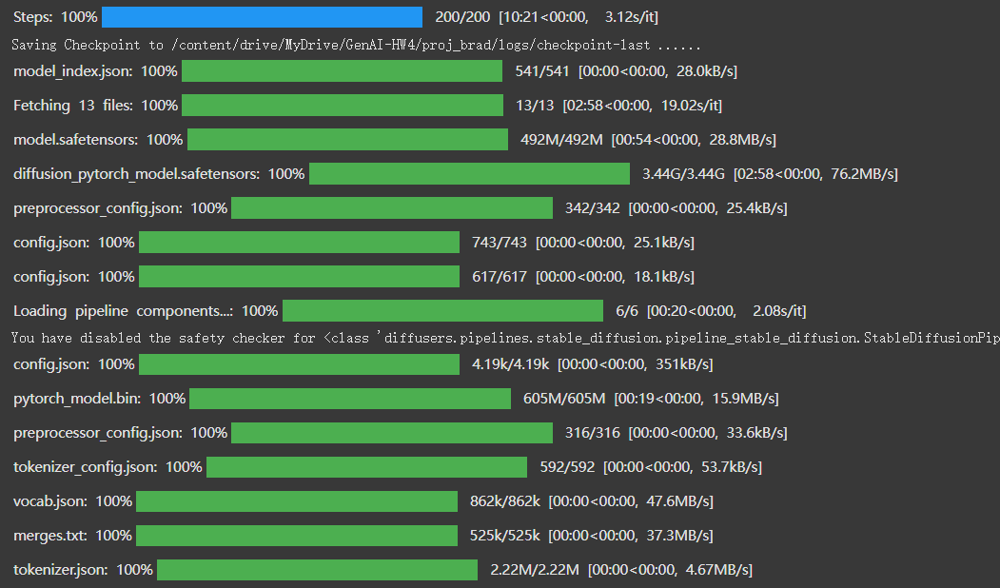 Steps: 100% 200/200 [10:21<00:00, 3.12s/it]
Saving Checkpoint to /content/drive/MyDrive/GenAI-HW4/proj_brad/logs/checkpoint-last ......
model_index.json: 100% 541/541 [00:00<00:00, 28.0kB/s]
Fetching 13 files: 100% 13/13 [02:58<00:00, 19.02s/it]
model.safetensors: 100% 492M/492M [00:54<00:00, 28.8MB/s]
diffusion_pytorch_model.safetensors: 100% 3.44G/3.44G [02:58<00:00, 76.2MB/s]
preprocessor_config.json: 100% 342/342 [00:00<00:00, 25.4kB/s]
config.json: 100% 743/743 [00:00<00:00, 25.1kB/s]
config.json: 100% 617/617 [00:00<00:00, 18.1kB/s]
Loading pipeline components...: 100% 6/6 [00:20<00:00, 2.08s/it]
You have disabled the safety checker for <class 'diffusers.pipelines.stable_diffusion.pipeline_stable_diffusion.StableDiffusionPip
config.json: 100% 4.19k/4.19k [00:00<00:00, 351kB/s]
pytorch_model.bin: 100% 605M/605M [00:19<00:00, 15.9MB/s]
preprocessor_config.json: 100% 316/316 [00:00<00:00, 33.6kB/s]
tokenizer_config.json: 100% 592/592 [00:00<00:00, 53.7kB/s]
vocab.json: 100% 862k/862k [00:00<00:00, 47.6MB/s]
merges.txt: 100% 525k/525k [00:00<00:00, 37.3MB/s]
tokenizer.json: 100% 2.22M/2.22M [00:00<00:00, 4.67MB/s]